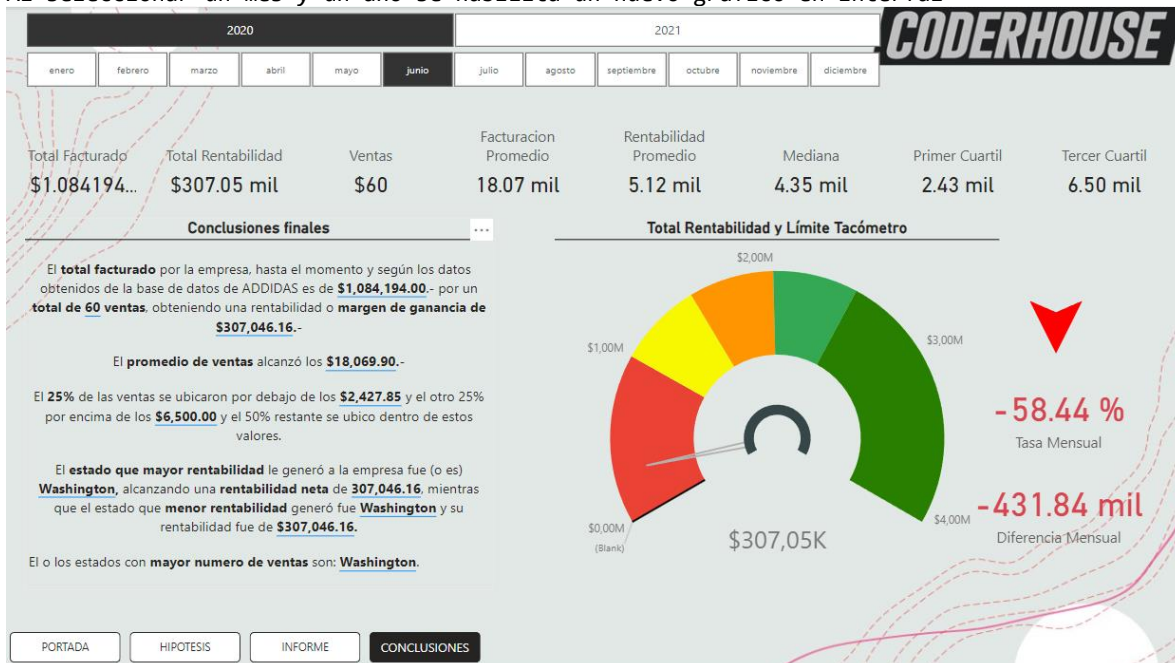 2020 2021
CODERHOUSE
enero febrero marzo abril mayo junio julio agosto septiembre octubre noviembre diciembre
Total Facturado
$1.084194...
Total Rentabilidad
$307.05 mil
Ventas
$60
Facturacion
Promedio
18.07 mil
Rentabilidad
Promedio
5.12 mil
Mediana
4.35 mil
Primer Cuartil
2.43 mil
Tercer Cuartil
6.50 mil
Conclusiones finales
...
El total facturado por la empresa, hasta el momento y según los datos
obtenidos de la base de datos de ADDIDAS es de $1,084,194.00.- por un
total de 60 ventas, obteniendo una rentabilidad o margen de ganancia de
$307,046.16.-
El promedio de ventas alcanzó los $18,069.90.-
El 25% de las ventas se ubicaron por debajo de los $2,427.85 y el otro 25%
por encima de los $6,500.00 y el 50% restante se ubico dentro de estos
valores.
El estado que mayor rentabilidad le generó a la empresa fue (o es)
Washington, alcanzando una rentabilidad neta de 307,046.16, mientras
que el estado que menor rentabilidad generó fue Washington y su
rentabilidad fue de $307,046.16.
El o los estados con mayor numero de ventas son: Washington.
Total Rentabilidad y Límite Tacómetro
$2,00M
$1,00M
$3,00M
$0,00M
(Blank)
$4,00M
$307,05K
-58.44 %
Tasa Mensual
-431.84 mil
Diferencia Mensual
PORTADA HIPOTESIS INFORME CONCLUSIONES